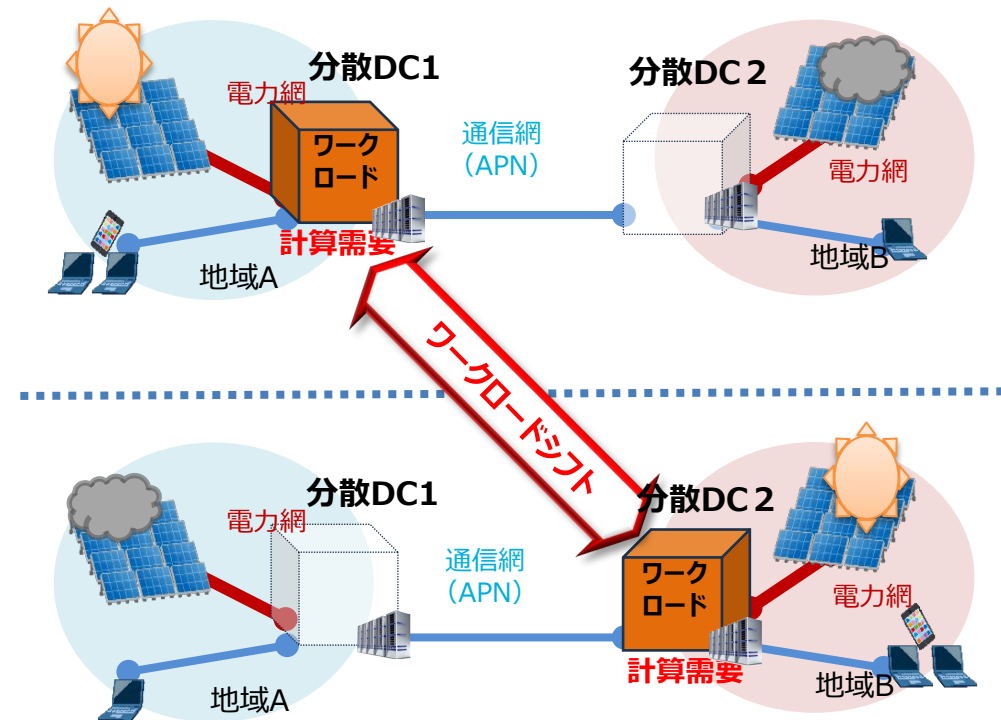 分散DC1
分散DC２
電力網
ワーク
ロード
通信網
（APN）
電力網
計算需要
地域A
地域B
ワークロードシフト
分散DC1
分散DC２
電力網
通信網
（APN）
ワーク
ロード
電力網
計算需要
地域A
地域B